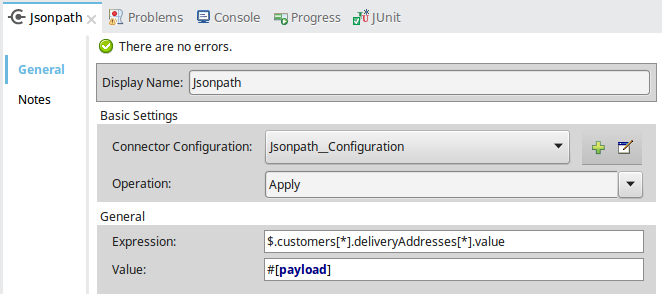 Jsonpath Problems Console Progress JUnit
There are no errors.
General
Notes
Display Name: Jsonpath
Basic Settings
Connector Configuration: Jsonpath__Configuration
Operation: Apply
General
Expression: $.customers[*].deliveryAddresses[*].value
Value: #[payload]